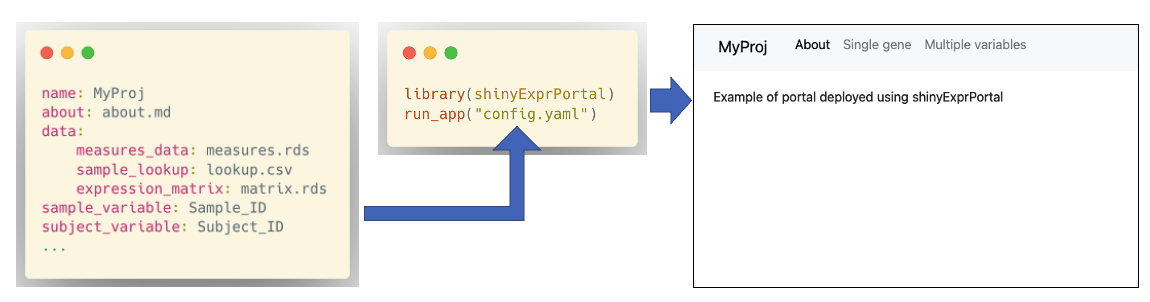 name: MyProj
about: about.md
data:
    measures_data: measures.rds
    sample_lookup: lookup.csv
    expression_matrix: matrix.rds
sample_variable: Sample_ID
subject_variable: Subject_ID
...
library(shinyExprPortal)
run_app("config.yaml")
MyProj About Single gene Multiple variables
Example of portal deployed using shinyExprPortal